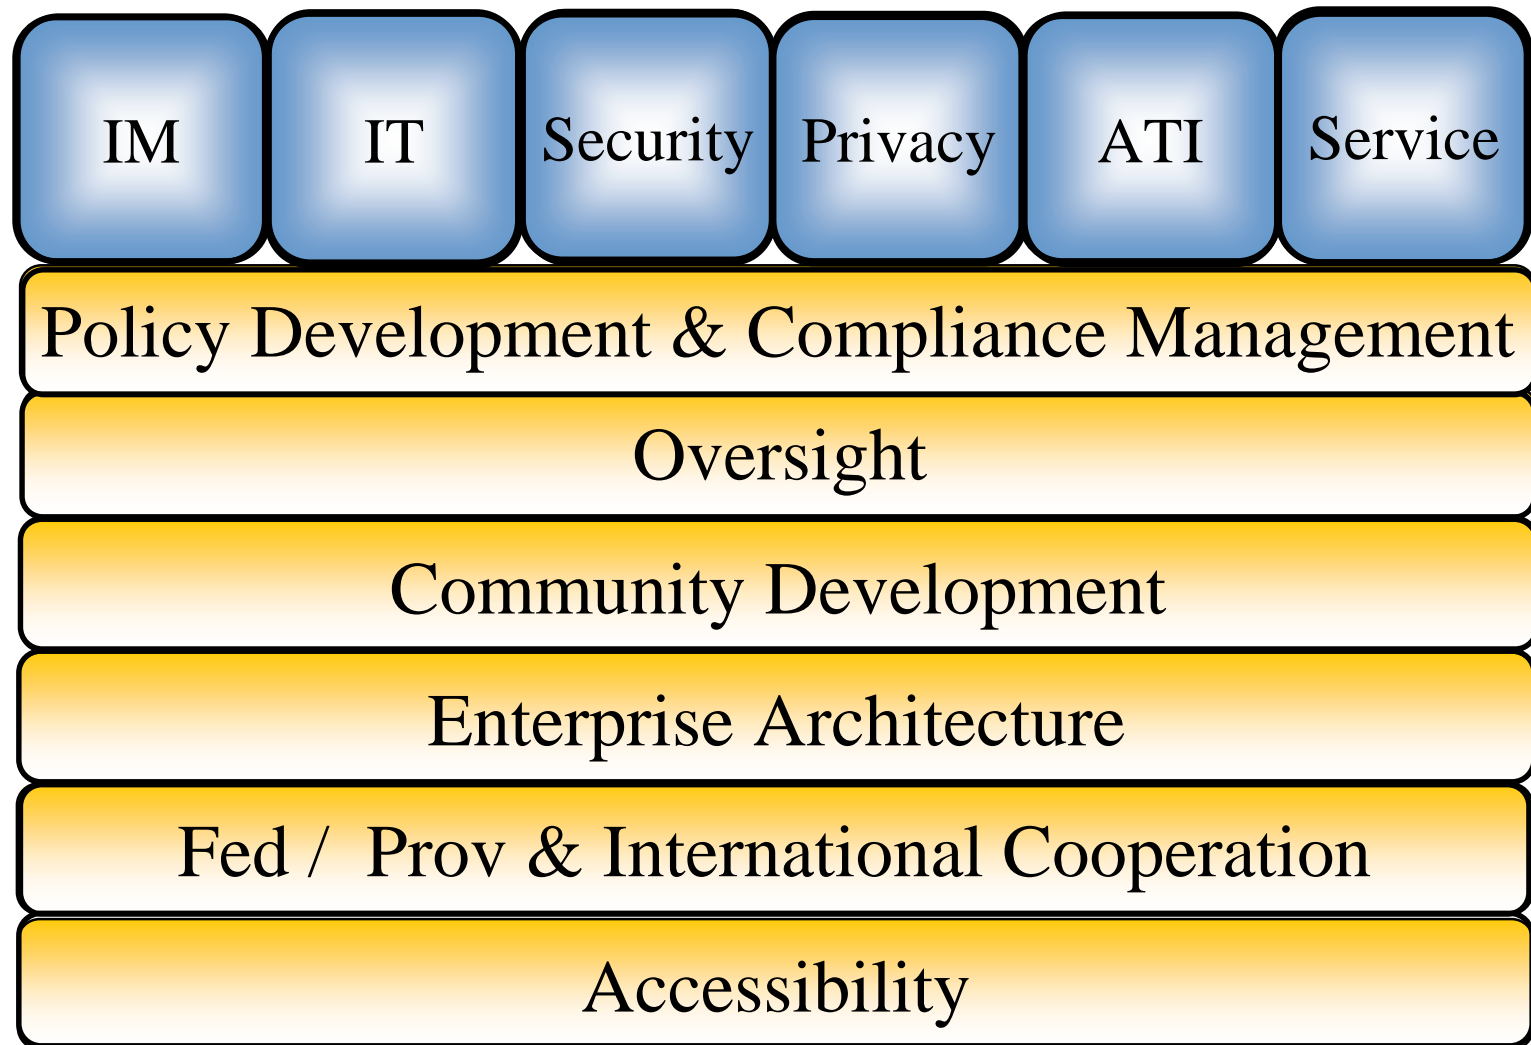 IM
IT
Security
Privacy
ATI
Service
Policy Development & Compliance Management
Oversight
Community Development
Enterprise Architecture
Fed / Prov & International Cooperation
Accessibility